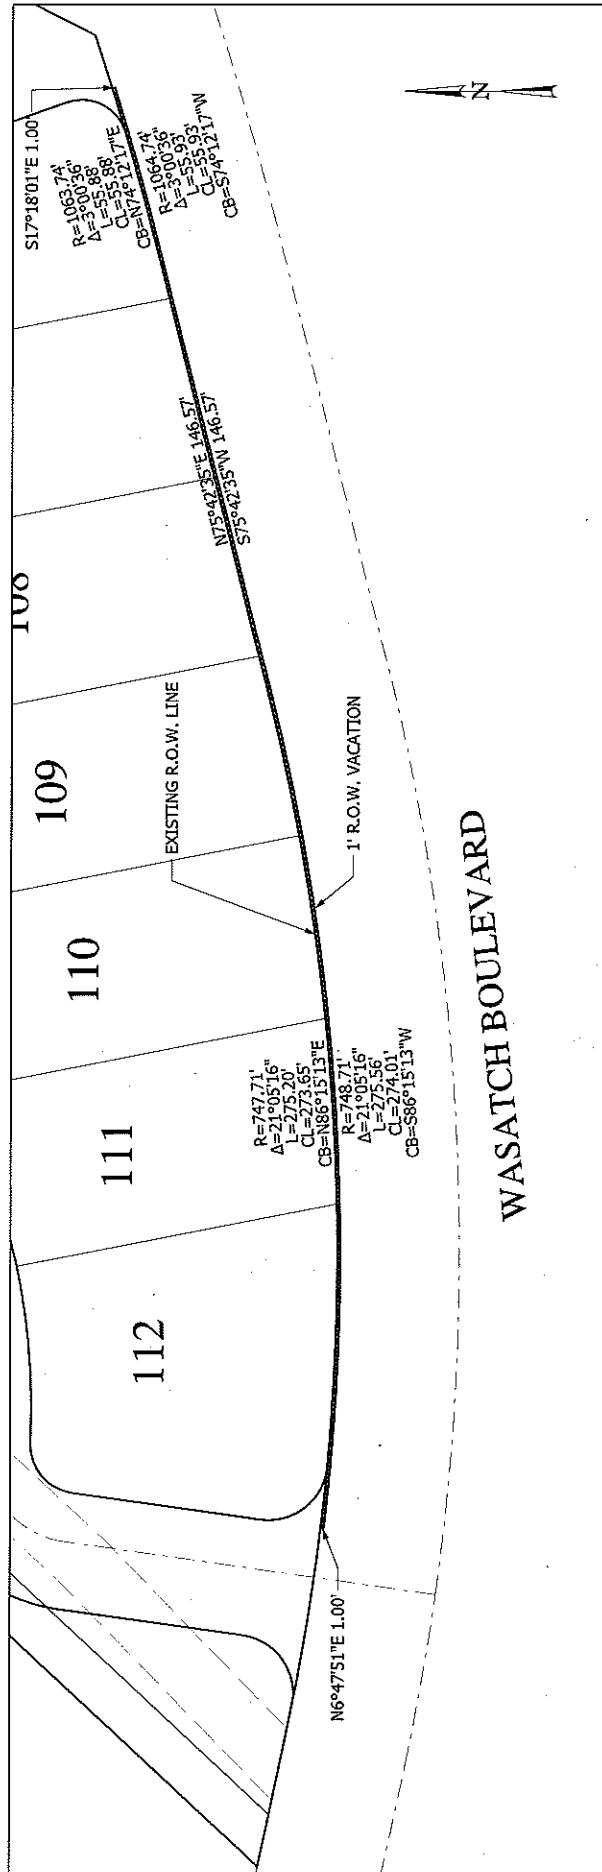 S17°18'01"E 1.00'
R=1063.74'
Δ=3°00'36"
L=55.88'
CL=55.88'
CB=N74°12'17"E
R=1064.74'
Δ=3°00'36"
L=55.93'
CL=55.93'
CB=S74°12'17"W
N
N75°42'35"E 146.57'
S75°42'35"W 146.57'
108
109
EXISTING R.O.W. LINE
1' R.O.W. VACATION
110
R=747.71'
Δ=21°05'16"
L=275.20'
CL=273.65'
CB=N86°15'13"E
R=748.71'
Δ=21°05'16"
L=275.56'
CL=274.01'
CB=S86°15'13"W
WASATCH BOULEVARD
111
112
N6°47'51"E 1.00'